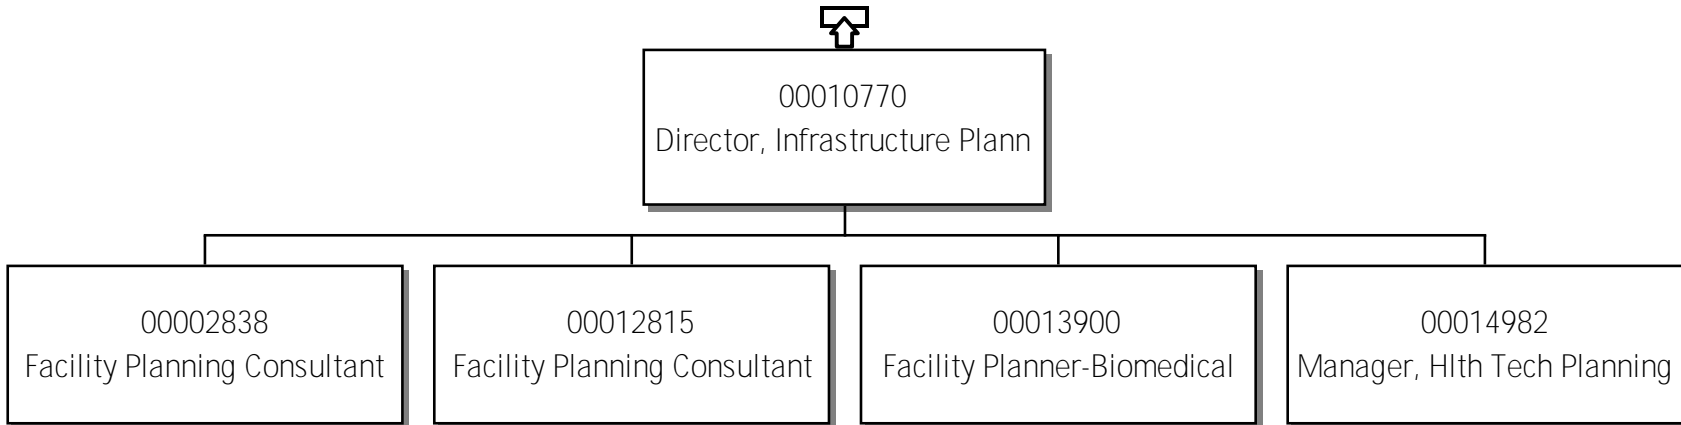 00010770
Director, Infrastructure Plann
00002838
Facility Planning Consultant
00012815
Facility Planning Consultant
00013900
Facility Planner-Biomedical
00014982
Manager, Hlth Tech Planning